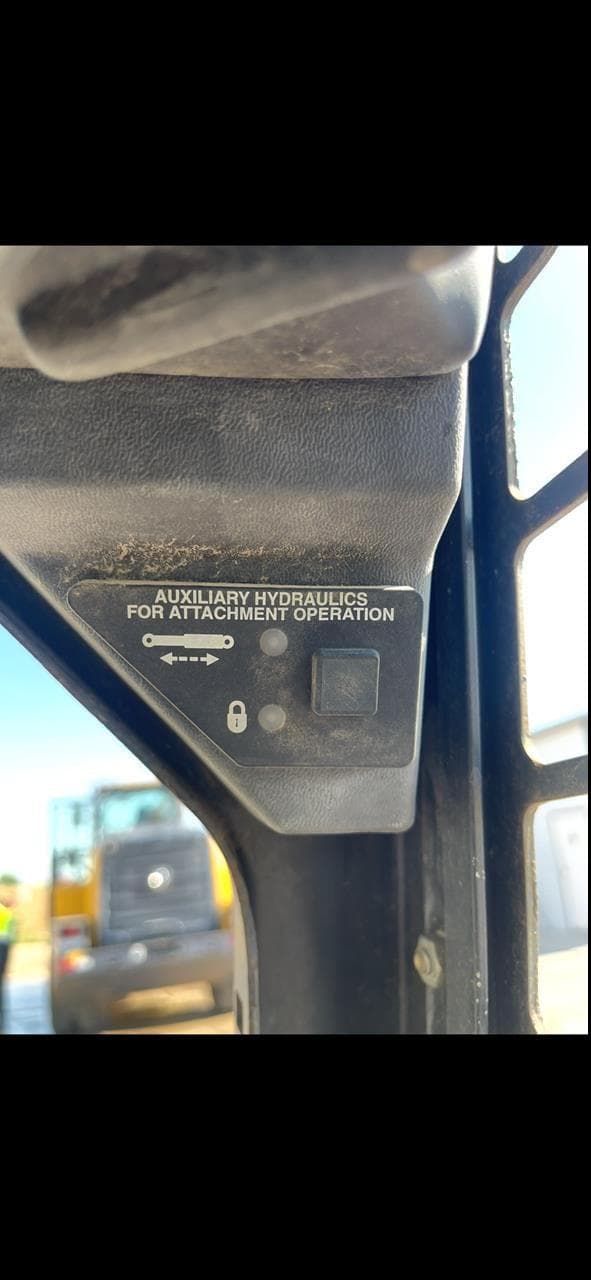 AUXILIARY HYDRAULICS
FOR ATTACHMENT OPERATION